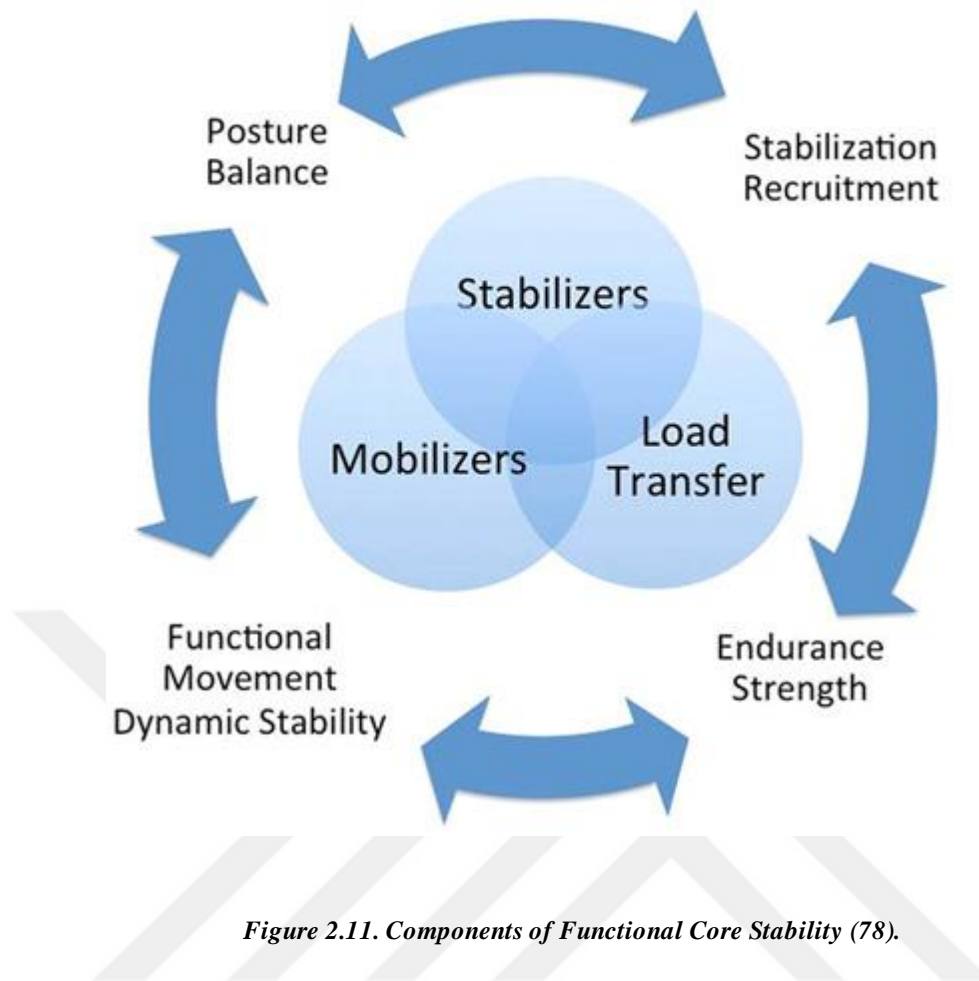 Posture
Balance
Stabilization
Recruitment
Stabilizers
Mobilizers
Load
Transfer
Functional
Movement
Dynamic Stability
Endurance
Strength
Figure 2.11. Components of Functional Core Stability (78).